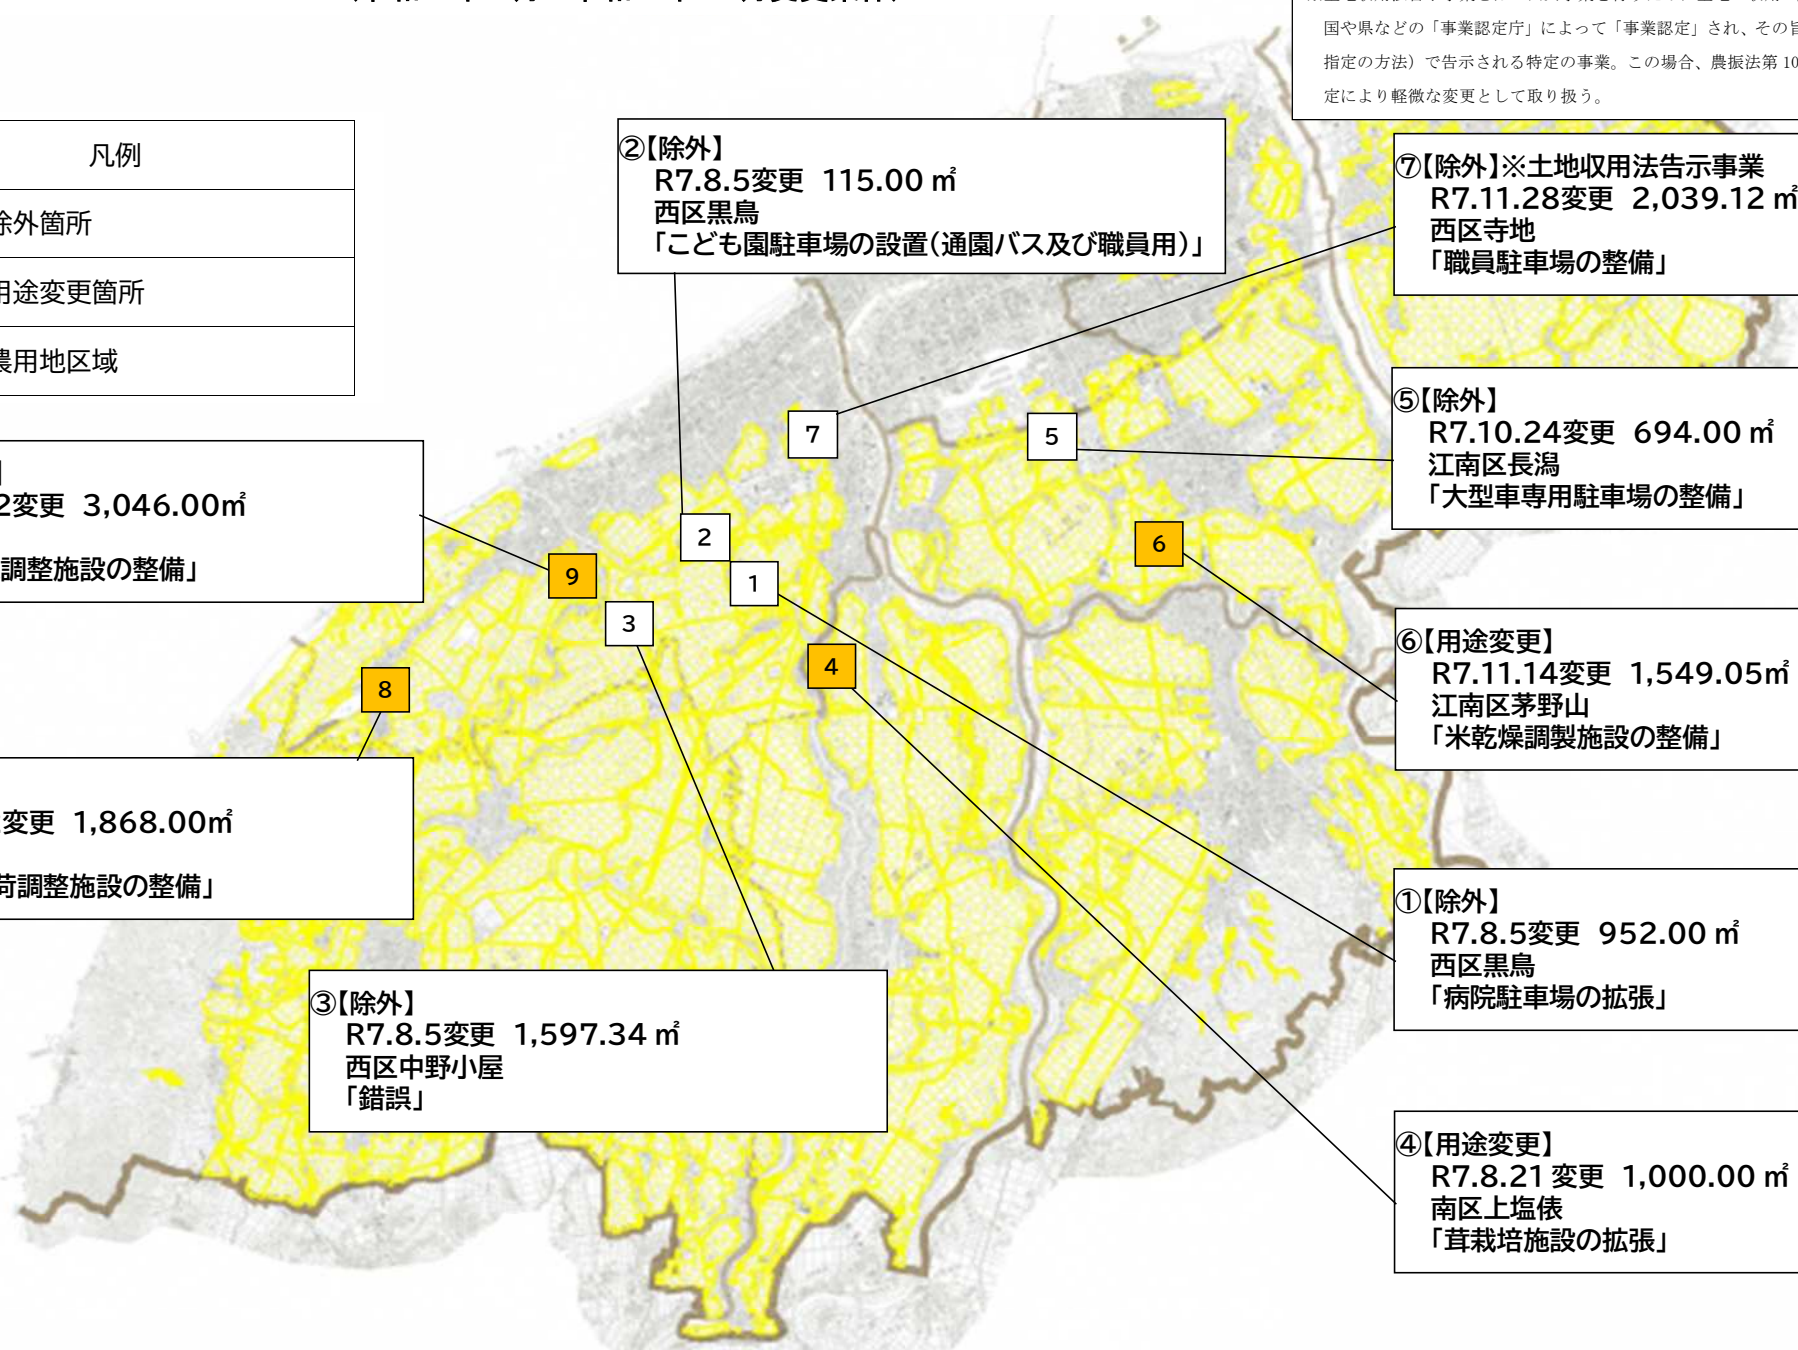 国や県などの「事業認定庁」によって「事業認定」され、その旨
指定の方法）で告示される特定の事業。この場合、農振法第 10
定により軽微な変更として取り扱う。
凡例
除外箇所
用途変更箇所
農用地区域
②【除外】
R7.8.5変更 115.00 ㎡
西区黒鳥
「こども園駐車場の設置（通園バス及び職員用）」
⑦【除外】※土地収用法告示事業
R7.11.28変更 2,039.12 ㎡
西区寺地
「職員駐車場の整備」
⑤【除外】
R7.10.24変更 694.00 ㎡
江南区長潟
「大型車専用駐車場の整備」
2変更 3,046.00㎡
調整施設の整備」
⑥【用途変更】
R7.11.14変更 1,549.05㎡
江南区茅野山
「米乾燥調製施設の整備」
変更 1,868.00㎡
荷調整施設の整備」
①【除外】
R7.8.5変更 952.00 ㎡
西区黒鳥
「病院駐車場の拡張」
③【除外】
R7.8.5変更 1,597.34 ㎡
西区中野小屋
「錯誤」
④【用途変更】
R7.8.21 変更 1,000.00 ㎡
南区上塩俵
「茸栽培施設の拡張」
7
5
2
6
9
1
3
4
8